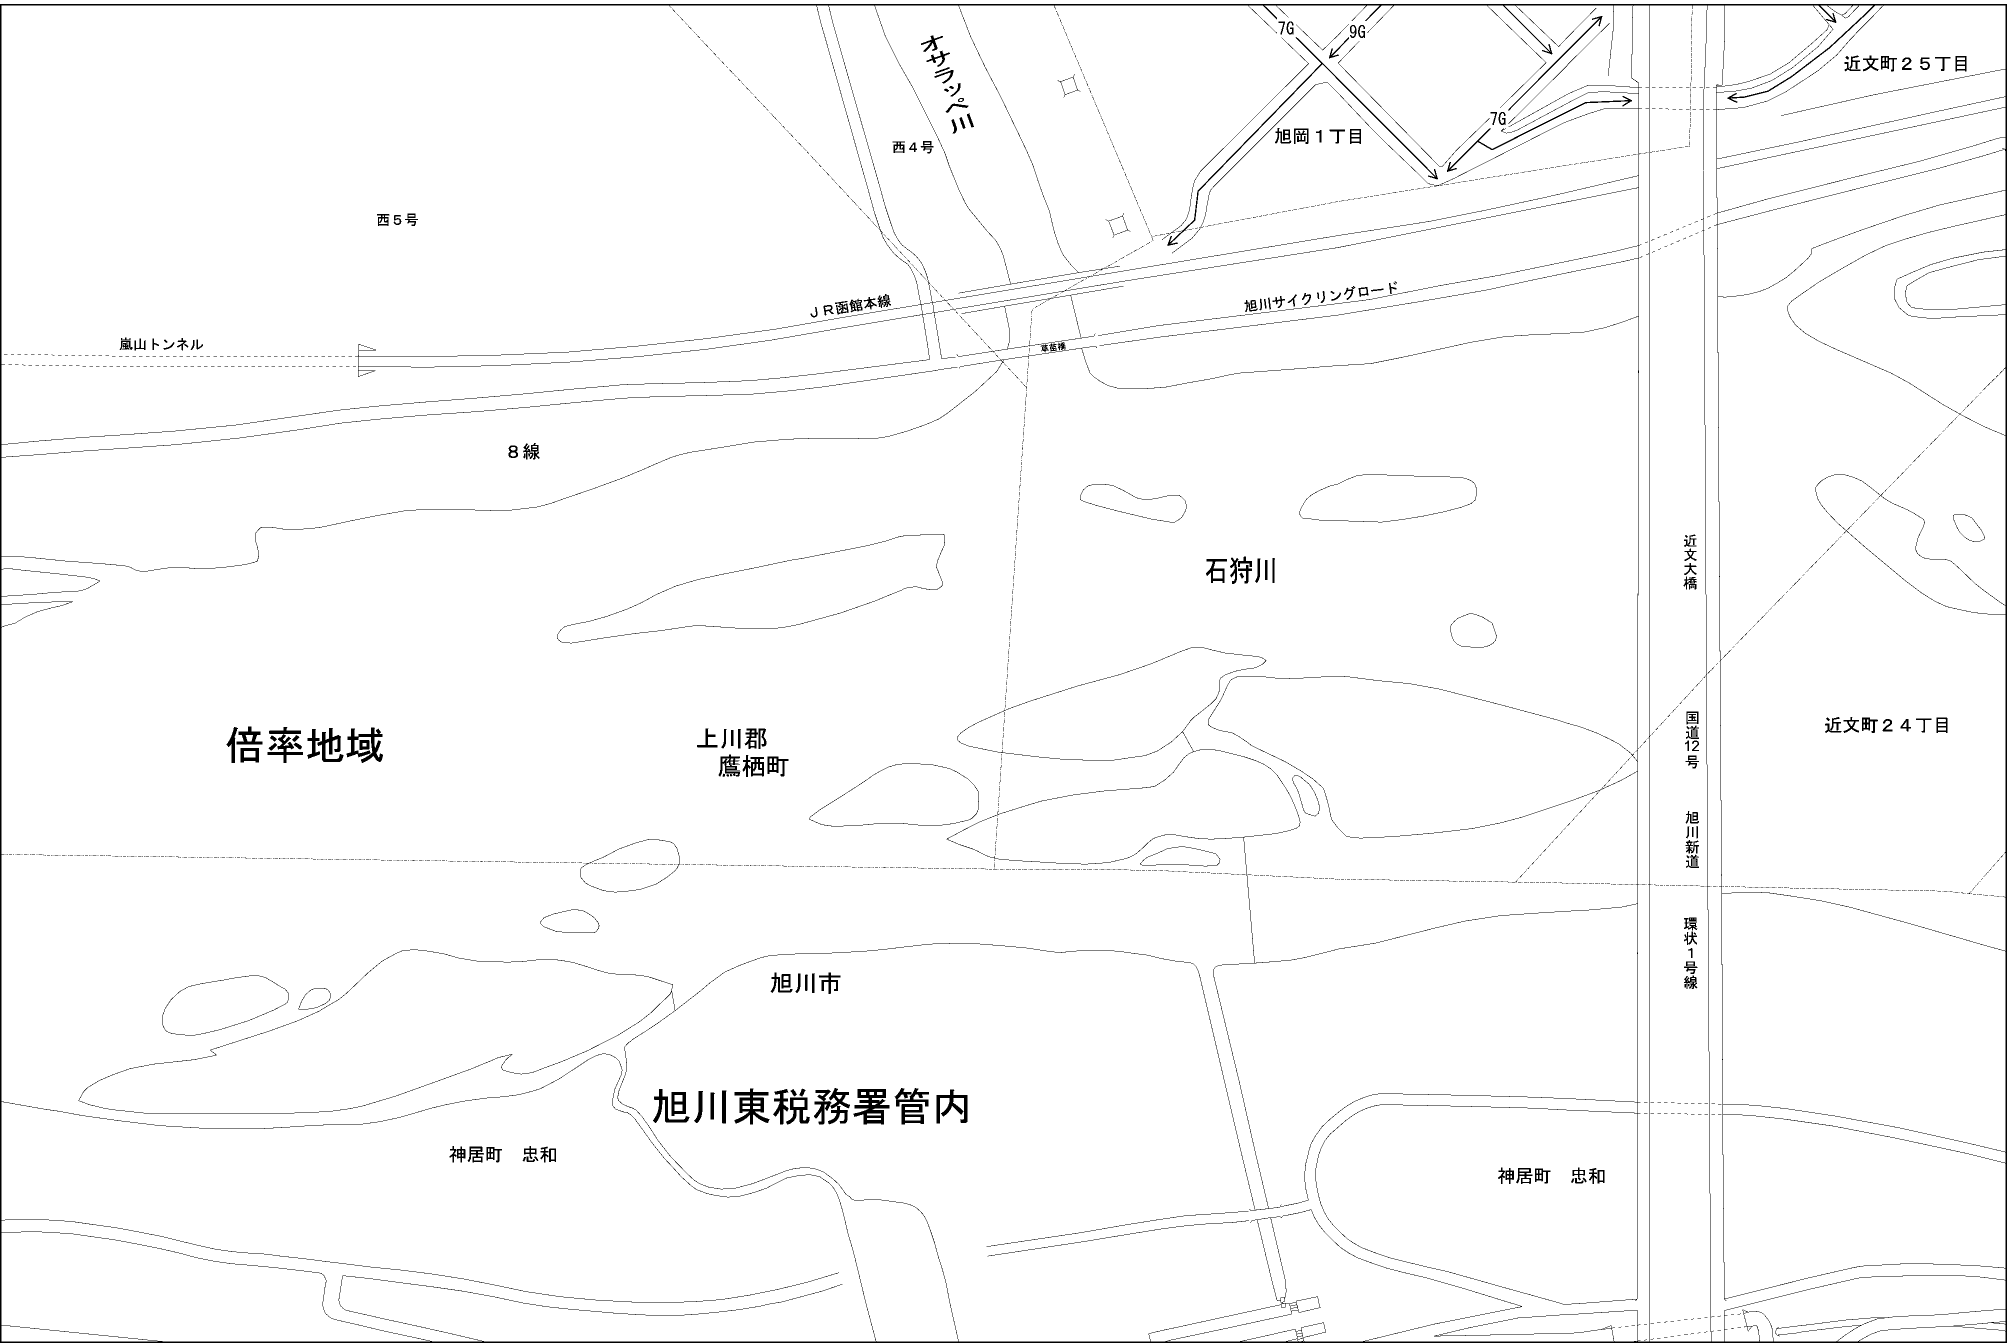 7G
9G
近文町２５丁目
オサラッペ川
7G
旭岡１丁目
西４号
西５号
ＪＲ函館本線
旭川サイクリングロード
嵐山トンネル
８線
近文大橋
石狩川
国道12号
近文町２４丁目
倍率地域
上川郡
鷹栖町
旭川新道
環状１号線
旭川市
旭川東税務署管内
神居町　忠和
神居町　忠和